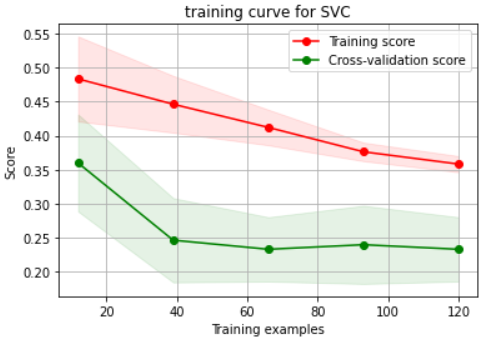 training curve for SVC
Training score
Cross-validation score
0.55
0.50
0.45
0.40
0.35
0.30
0.25
0.20
Score
20 40 60 80 100 120
Training examples